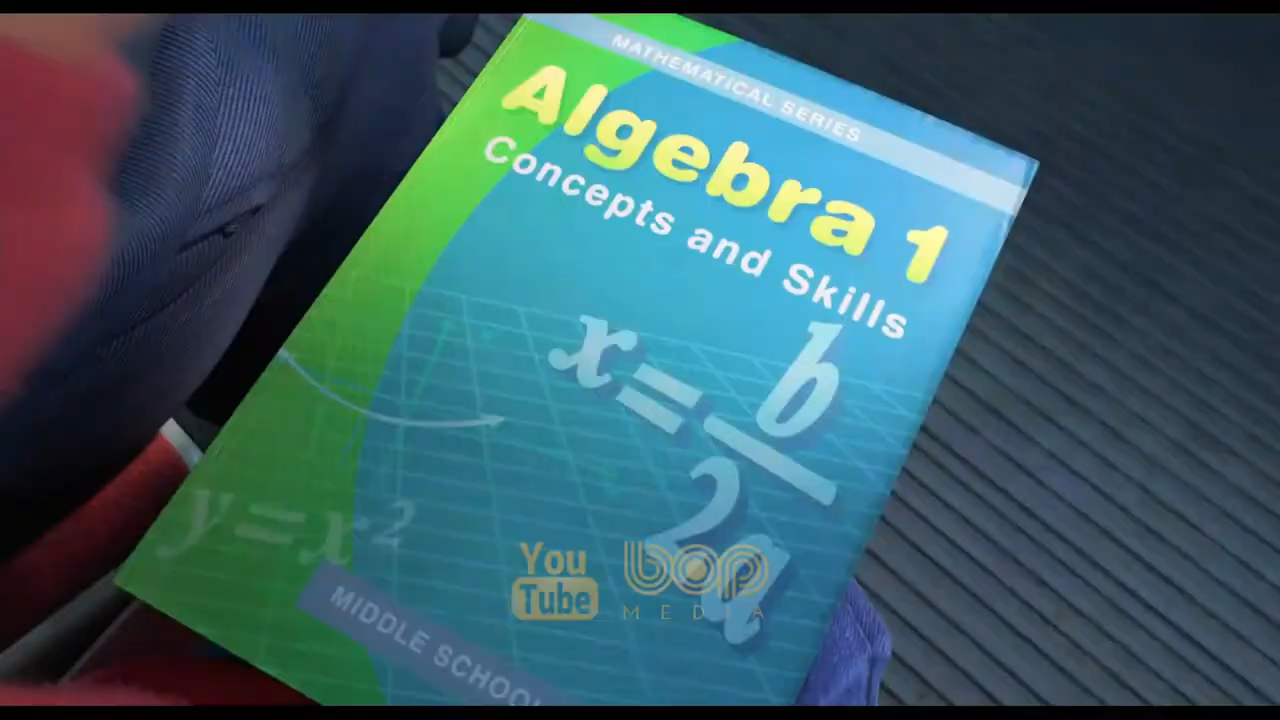 MATHEMATICAL SERIES
Algebra 1
Concepts and Skills
x = b
2a
y = x²
MIDDLE SCHOOL
You
Tube
bop
MEDIA